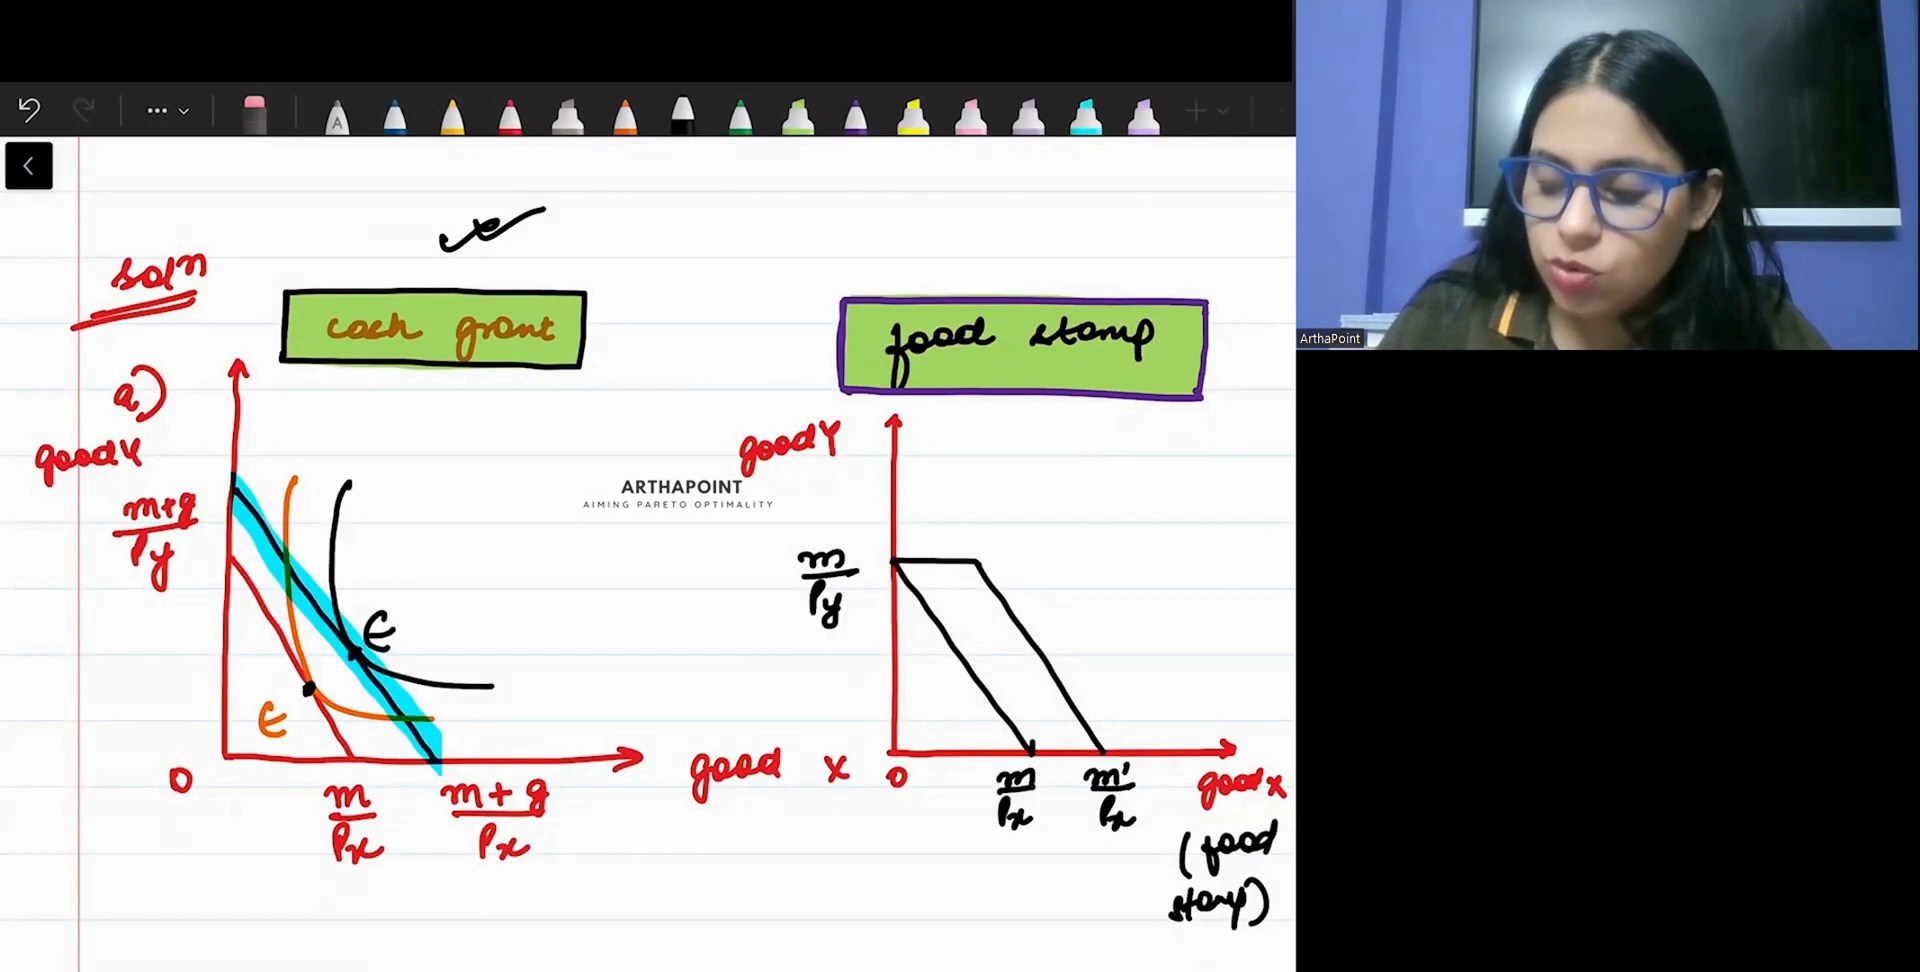 A
soln
cash grant
food stamp
a)
good Y
good Y
m+g
Py
ARTHAPOINT
AIMING PARETO OPTIMALITY
m
Py
E
E
0
good x
0
good x
m
Px
m + g
Px
m
Px
m'
Px
(food
stamp)
ArthaPoint